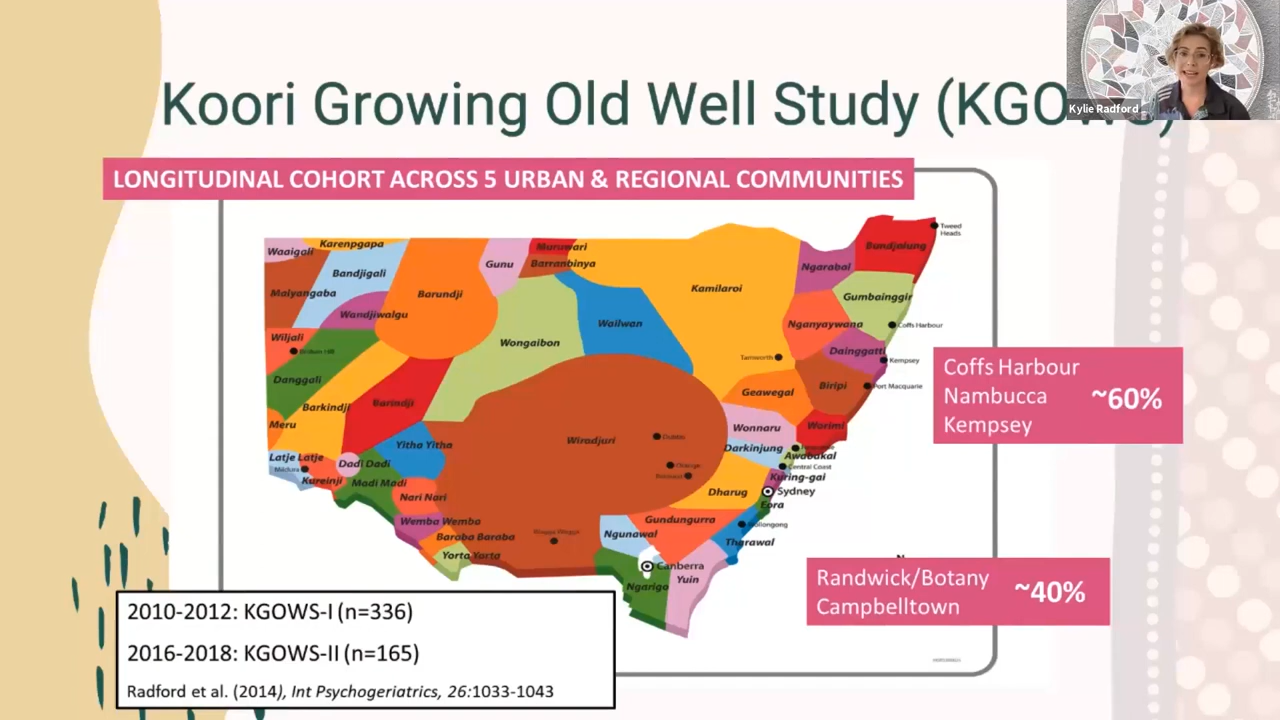 Koori Growing Old Well Study (KGOWS)
Kylie Radford
LONGITUDINAL COHORT ACROSS 5 URBAN & REGIONAL COMMUNITIES
Tweed
Heads
Karenpgapa
Muruwari
Bundjalung
Waaigali
Barranbinya
Gunu
Ngarabal
Bandjigali
Kamilaroi
Malyangaba
Barundji
Gumbainggir
Wandjiwalgu
Wailwan
Nganyaywana
Coffs Harbour
Wiljali
Wongaibon
Broken Hill
Dainggatti
Tamworth
Kempsey
Danggali
Biripi
Port Macquarie
Geawegal
Barkindji
Barindji
Meru
Wonnaru
Worimi
Wiradjuri
Dubbo
Yitha Yitha
Darkinjung
Awabakal
Latje Latje
Dadi Dadi
Orange
Central Coast
Mildura
Kureinji
Madi Madi
Kuring-gai
Nari Nari
Dharug
Sydney
Eora
Wemba Wemba
Gundungurra
Wollongong
Baraba Baraba
Wagga Wagga
Ngunawal
Tharawal
Yorta Yorta
Canberra
Yuin
Ngarigo
N
Coffs Harbour
Nambucca
Kempsey
~60%
Randwick/Botany
Campbelltown
~40%
2010-2012: KGOWS-I (n=336)
2016-2018: KGOWS-II (n=165)
Radford et al. (2014), Int Psychogeriatrics, 26:1033-1043